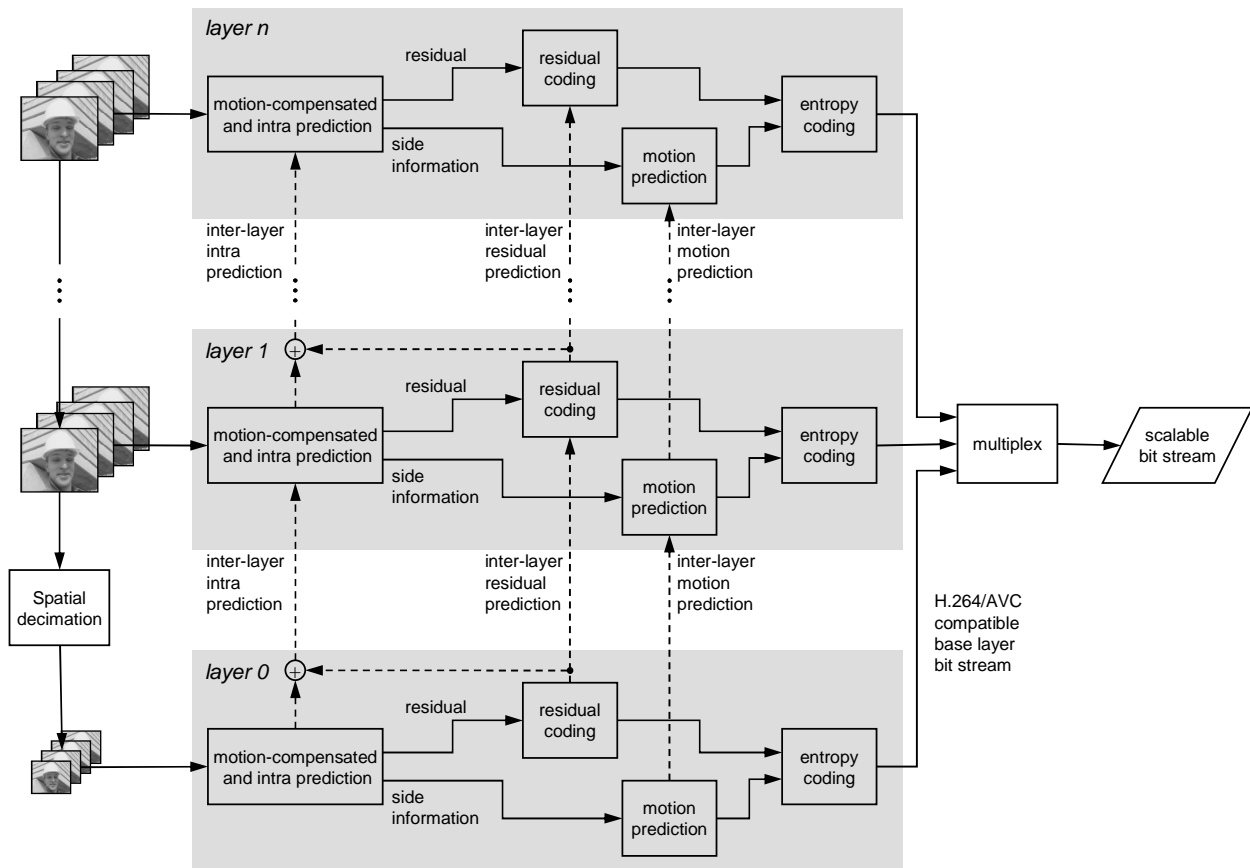 layer n
residual
residual
coding
motion-compensated
and intra prediction
entropy
coding
side
information
motion
prediction
inter-layer
intra
prediction
inter-layer
residual
prediction
inter-layer
motion
prediction
layer 1
residual
residual
coding
motion-compensated
and intra prediction
entropy
coding
side
information
motion
prediction
multiplex
scalable
bit stream
inter-layer
intra
prediction
inter-layer
residual
prediction
inter-layer
motion
prediction
Spatial
decimation
H.264/AVC
compatible
base layer
bit stream
layer 0
residual
residual
coding
motion-compensated
and intra prediction
entropy
coding
side
information
motion
prediction